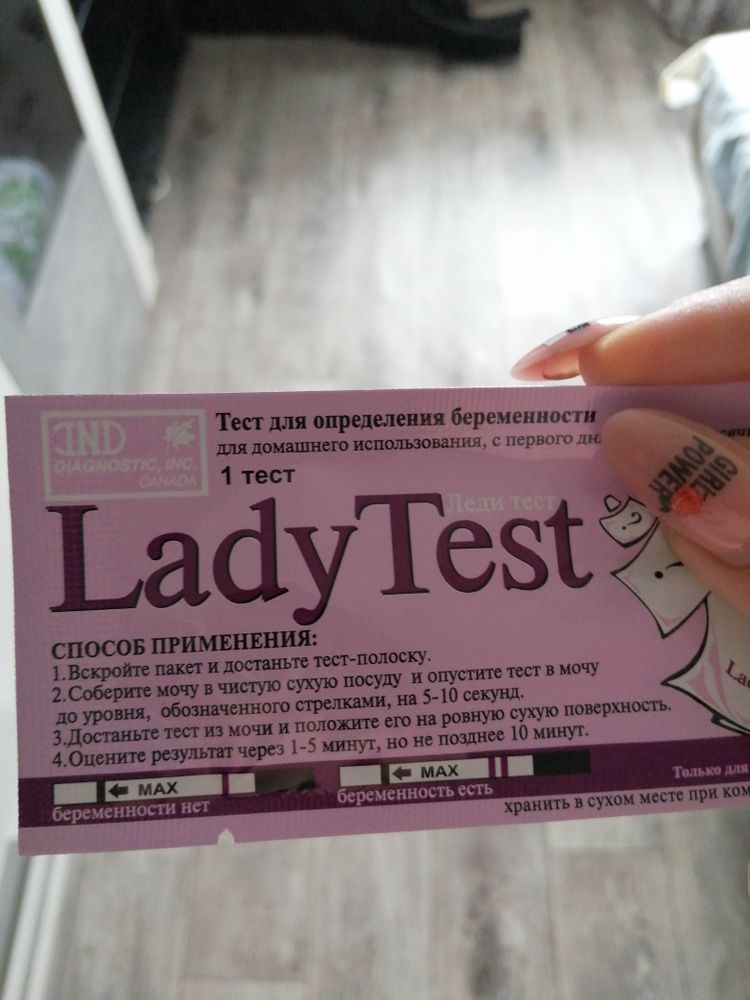 IND
DIAGNOSTIC, INC.
CANADA
Тест для определения беременности
для домашнего использования, с первого
1 тест
Леди тест
LadyTest
GIRL
POWER
?
СПОСОБ ПРИМЕНЕНИЯ:
1.Вскройте пакет и достаньте тест-полоску.
2.Соберите мочу в чистую сухую посуду и опустите тест в мочу
до уровня, обозначенного стрелками, на 5-10 секунд.
3.Достаньте тест из мочи и положите его на ровную сухую поверхность.
4.Оцените результат через 1-5 минут, но не позднее 10 минут.
MAX
беременности нет
MAX
беременность есть
Только для
хранить в сухом месте при ком